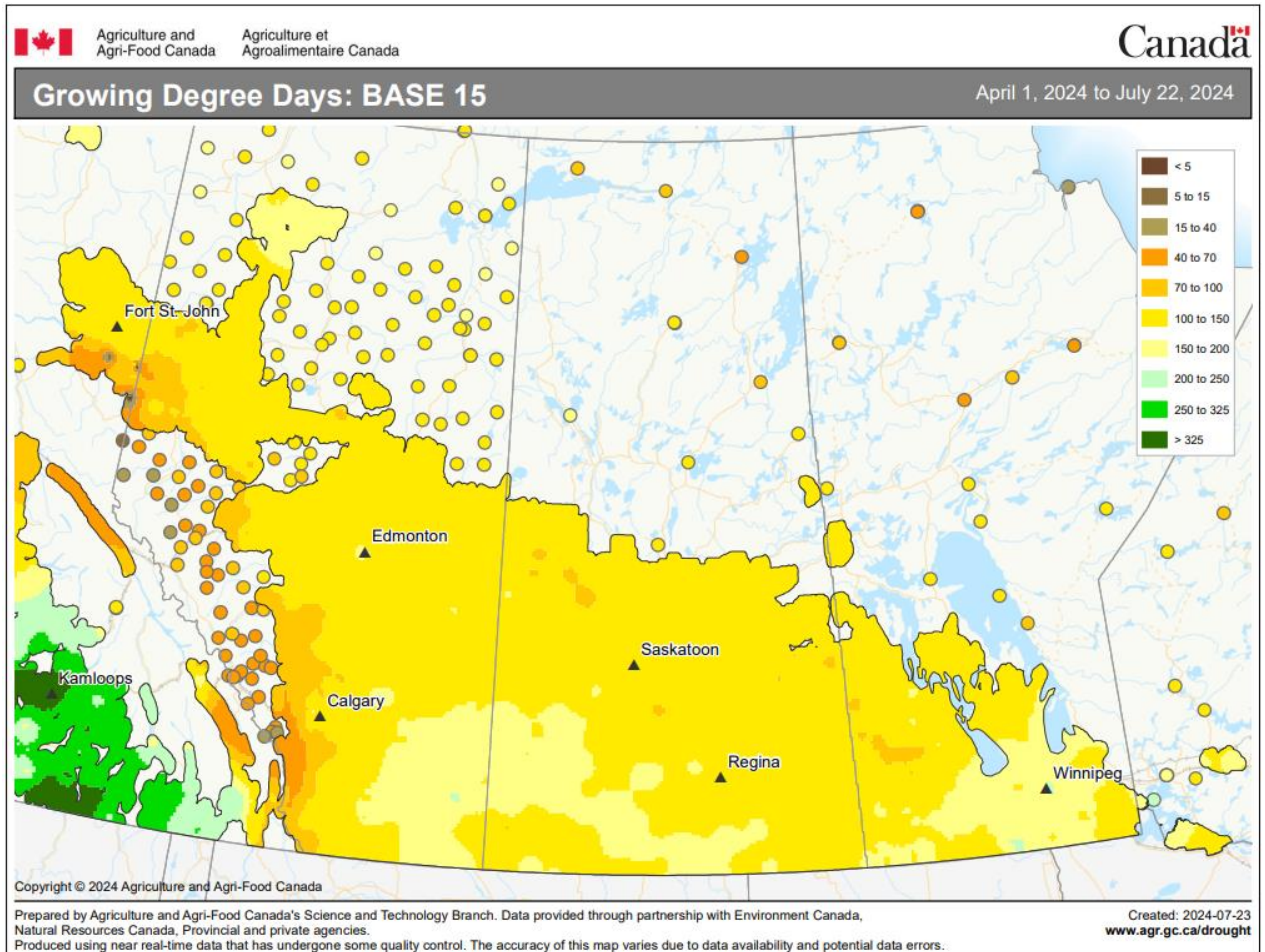 Agriculture and
Agri-Food Canada
Agriculture et
Agroalimentaire Canada
Canada
Growing Degree Days: BASE 15
April 1, 2024 to July 22, 2024
< 5
5 to 15
15 to 40
40 to 70
70 to 100
100 to 150
150 to 200
200 to 250
250 to 325
> 325
Fort St. John
Edmonton
Saskatoon
Kamloops
Calgary
Regina
Winnipeg
Copyright © 2024 Agriculture and Agri-Food Canada
Prepared by Agriculture and Agri-Food Canada's Science and Technology Branch. Data provided through partnership with Environment Canada,
Natural Resources Canada, Provincial and private agencies.
Produced using near real-time data that has undergone some quality control. The accuracy of this map varies due to data availability and potential data errors.
Created: 2024-07-23
www.agr.gc.ca/drought